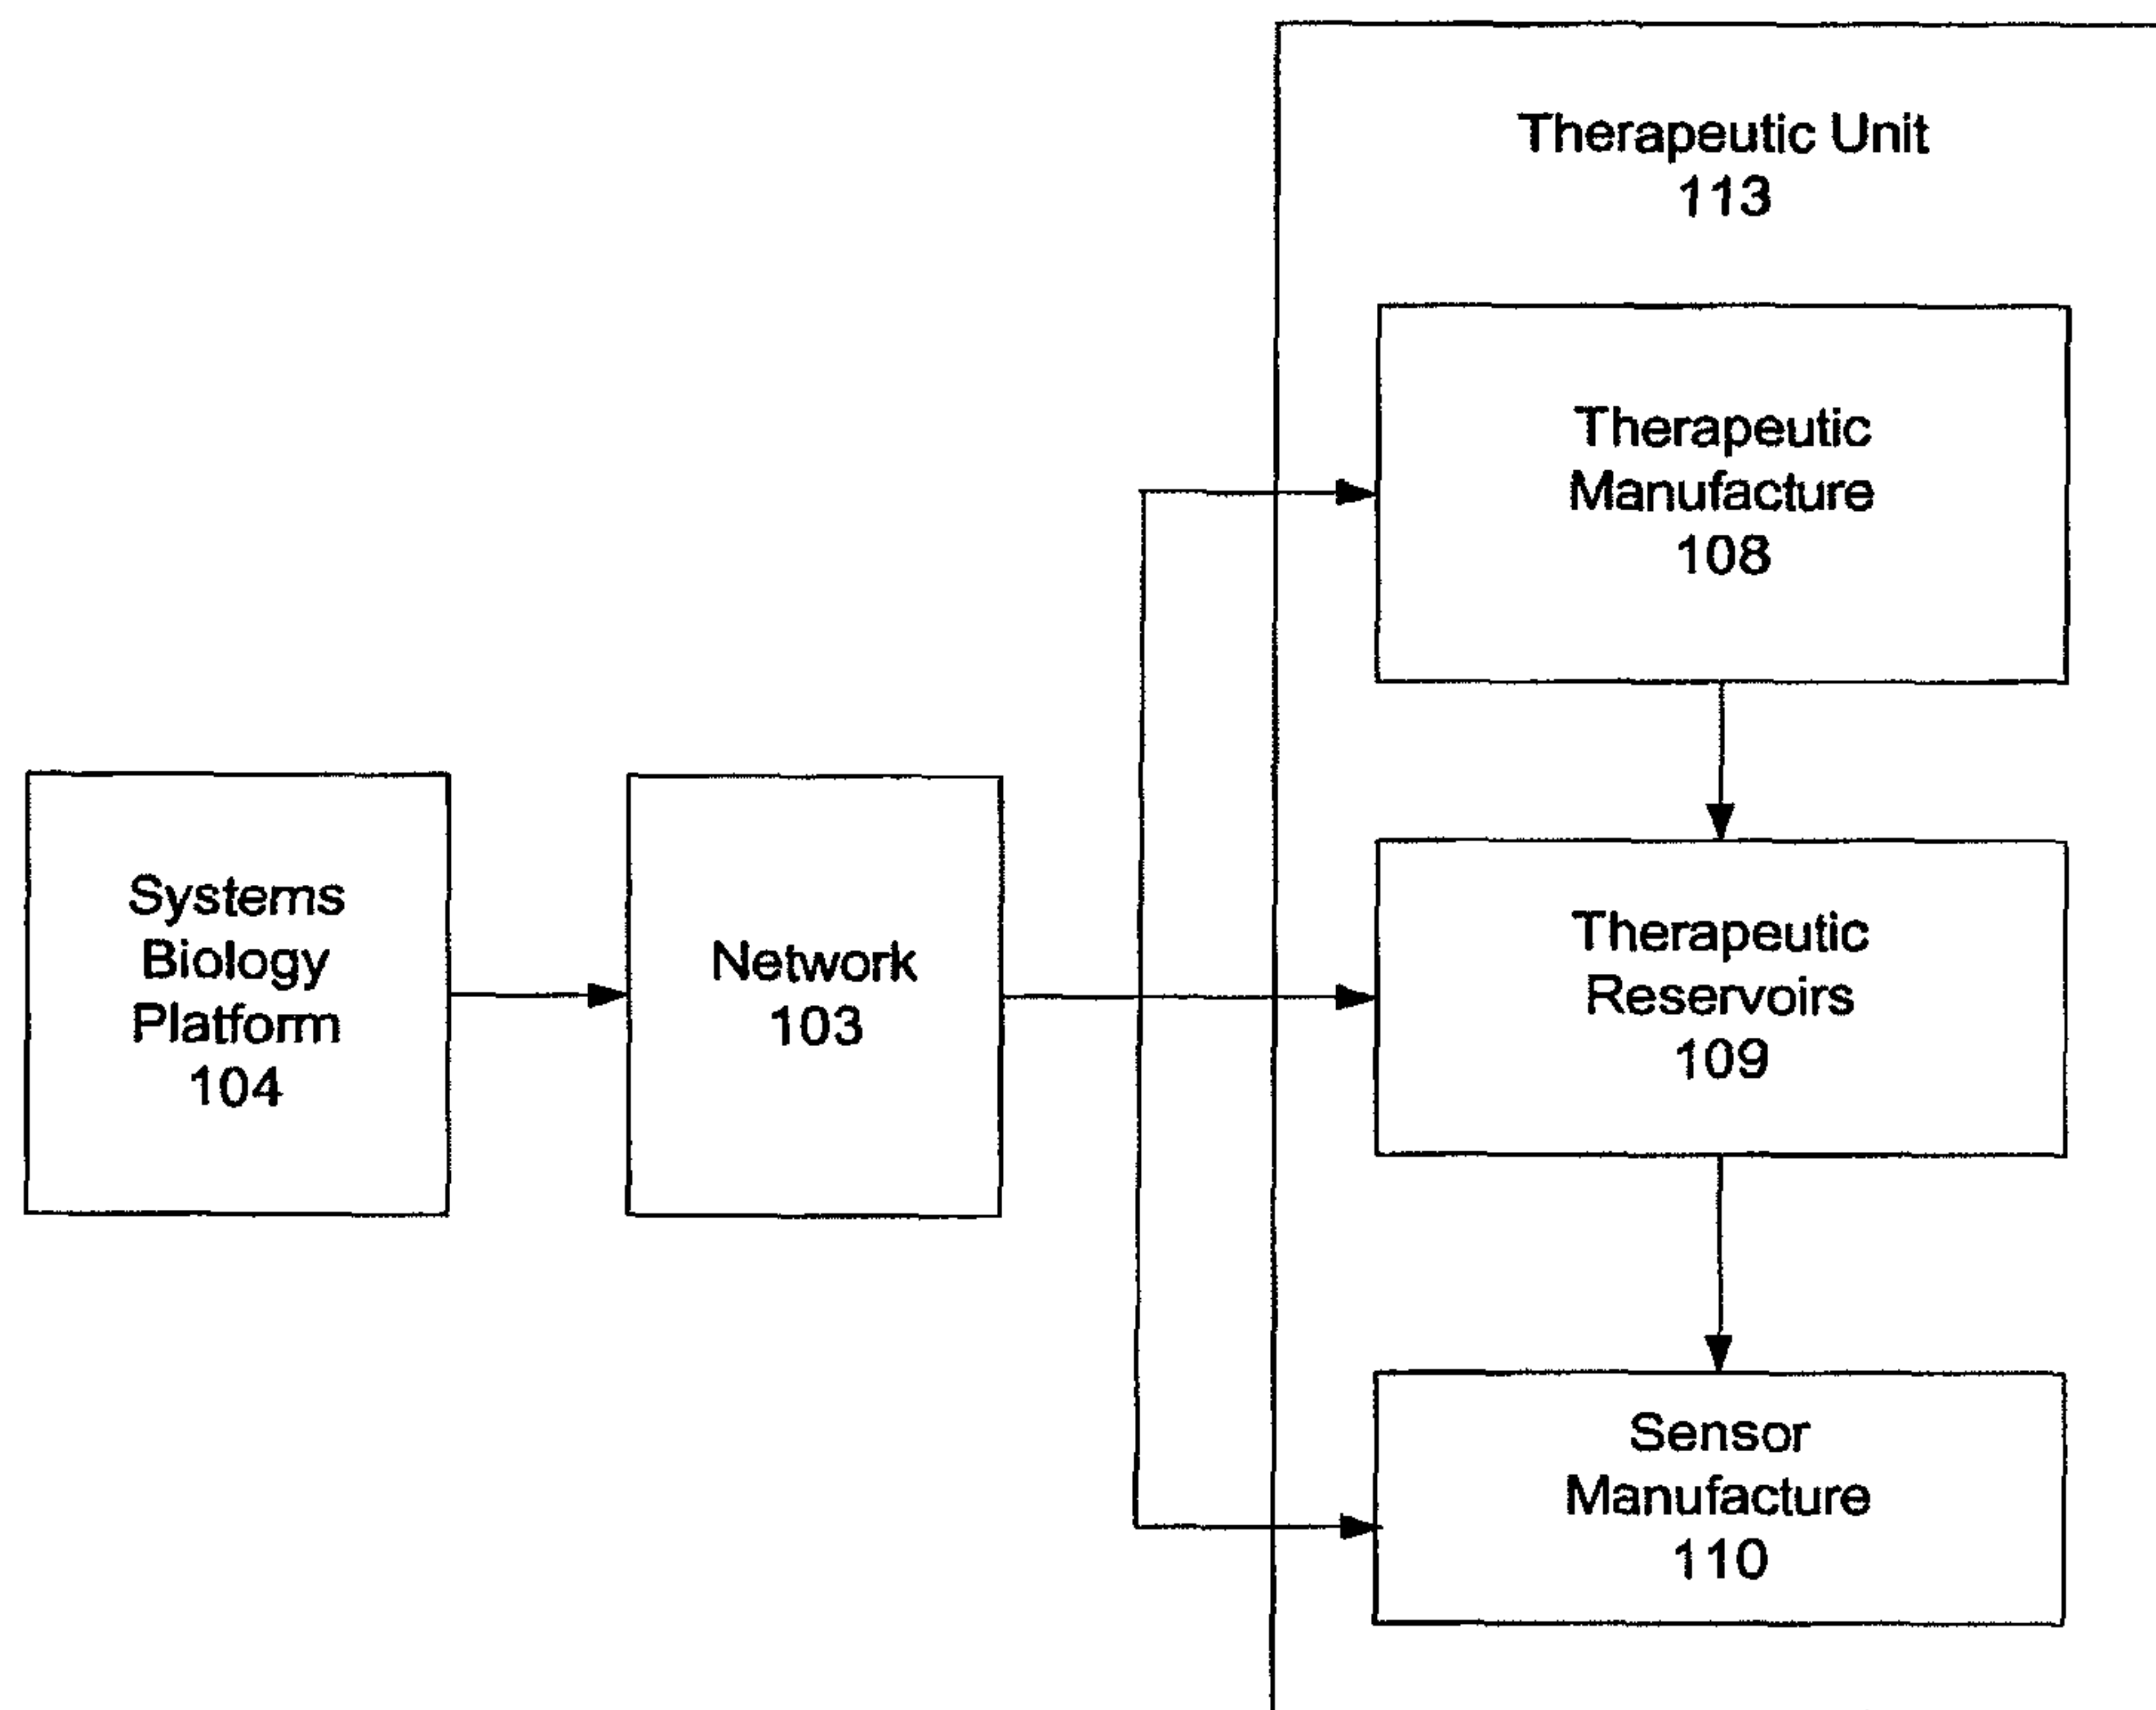 Therapeutic Unit
113
Therapeutic
Manufacture
108
Systems
Biology
Platform
104
Network
103
Therapeutic
Reservoirs
109
Sensor
Manufacture
110